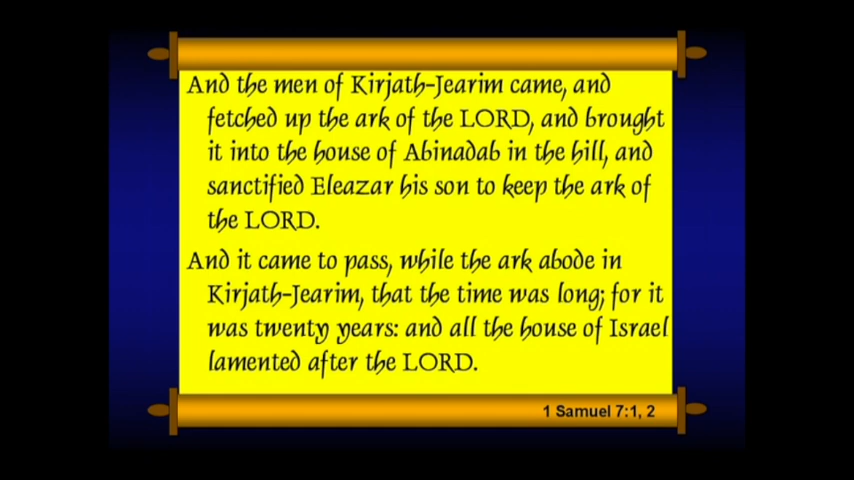 And the men of Kirjath-Jearim came, and
fetched up the ark of the LORD, and brought
it into the house of Abinadab in the hill, and
sanctified Eleazar his son to keep the ark of
the LORD.
And it came to pass, while the ark abode in
Kirjath-Jearim, that the time was long; for it
was twenty years: and all the house of Israel
lamented after the LORD.
1 Samuel 7:1, 2